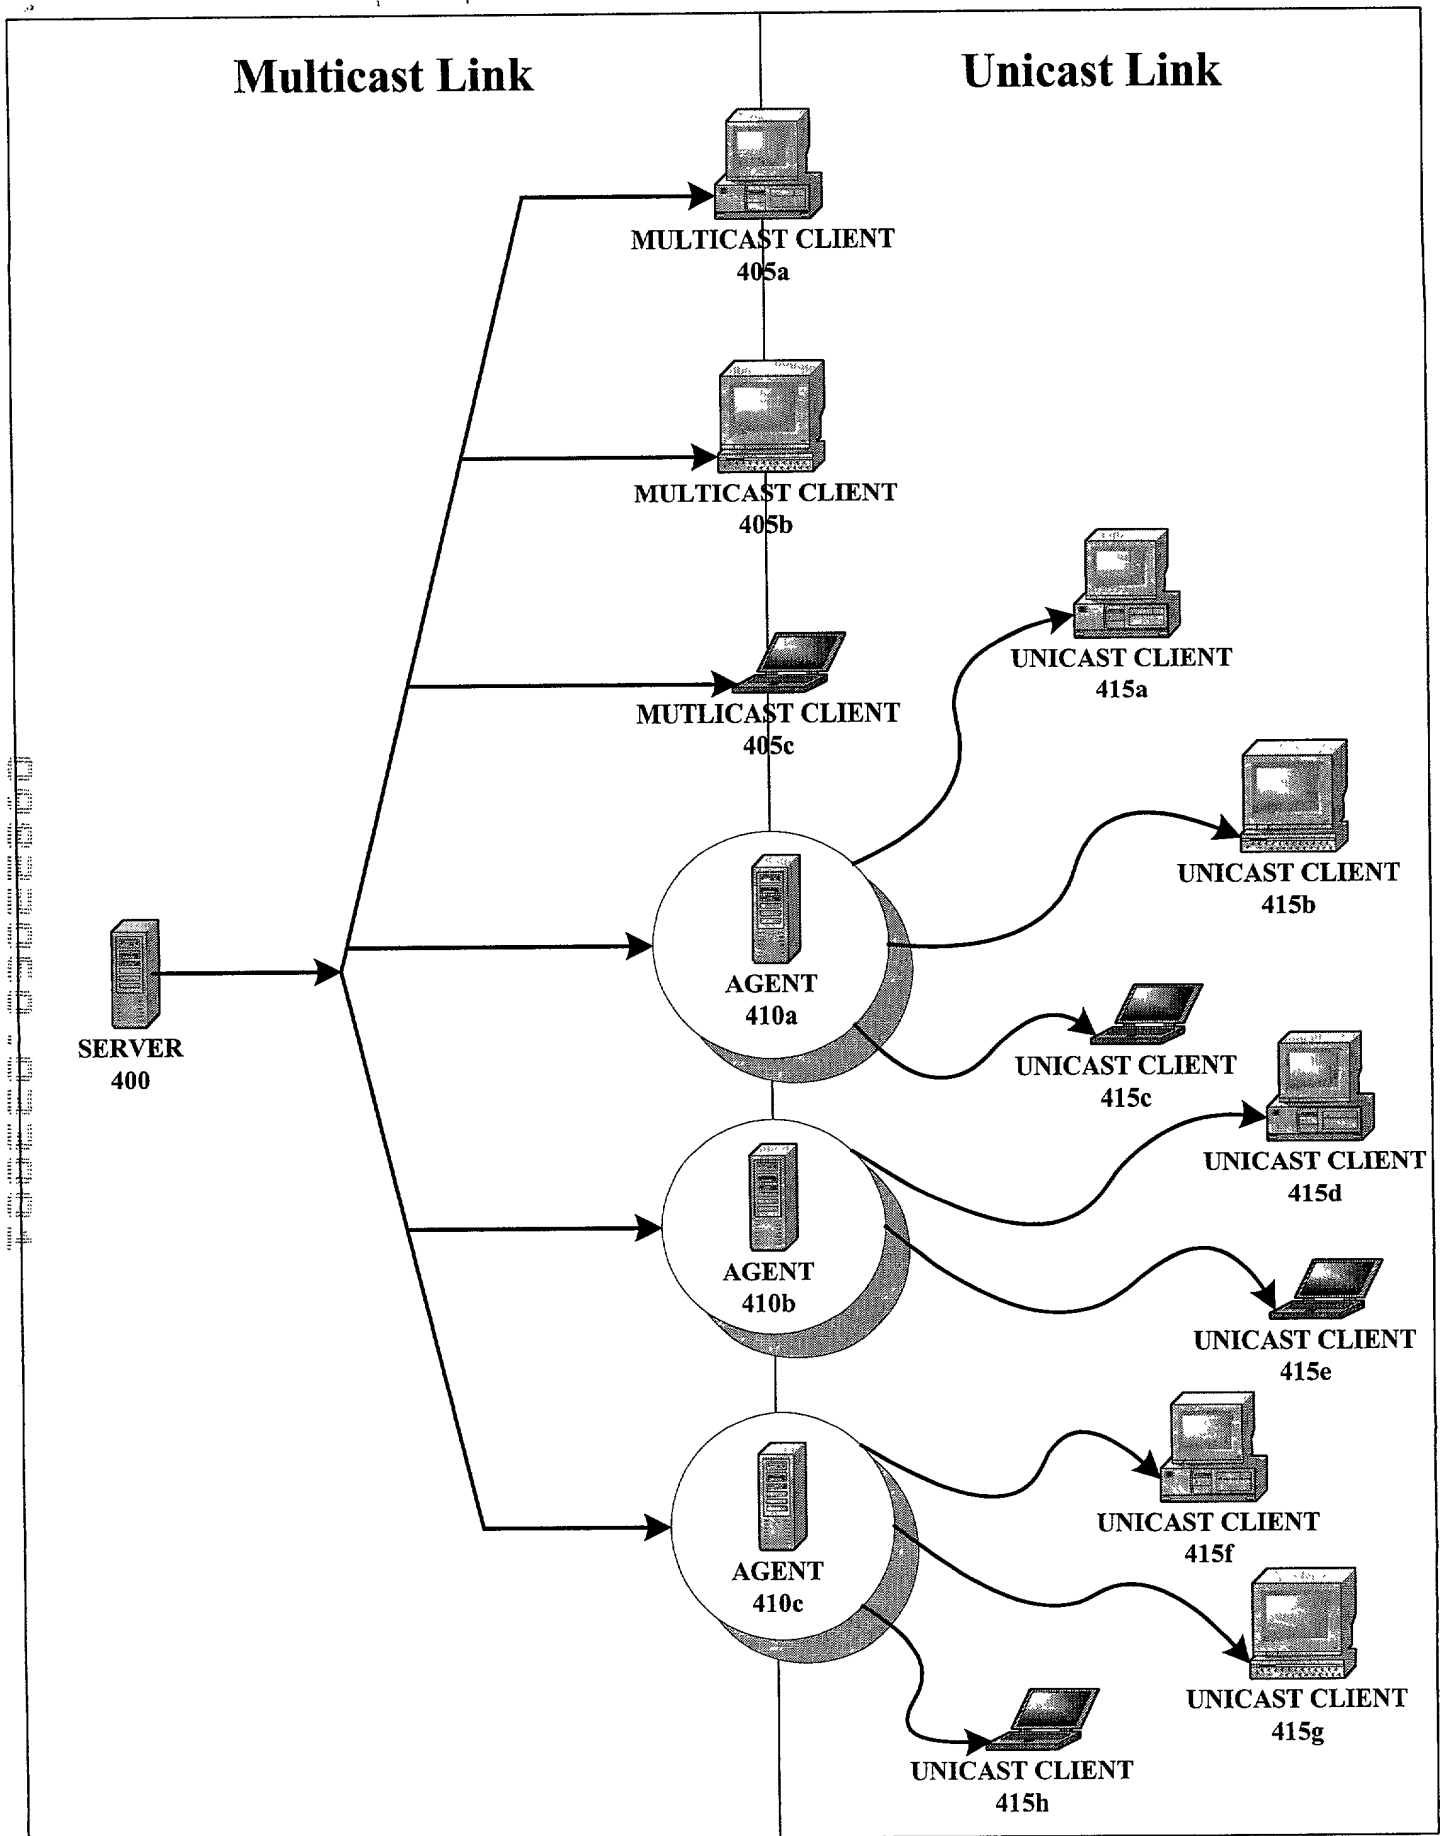 Multicast Link
Unicast Link
MULTICAST CLIENT
405a
MULTICAST CLIENT
405b
MUTLICAST CLIENT
405c
UNICAST CLIENT
415a
UNICAST CLIENT
415b
SERVER
400
AGENT
410a
UNICAST CLIENT
415c
UNICAST CLIENT
415d
AGENT
410b
UNICAST CLIENT
415e
AGENT
410c
UNICAST CLIENT
415f
UNICAST CLIENT
415g
UNICAST CLIENT
415h